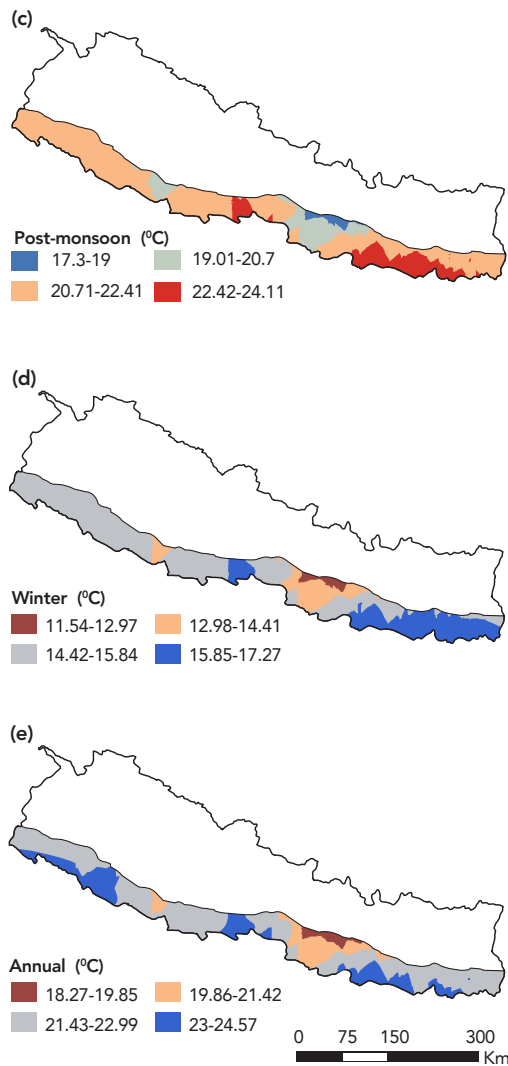 (c)
Post-monsoon (⁰C)
17.3-19 19.01-20.7
20.71-22.41 22.42-24.11
(d)
Winter (⁰C)
11.54-12.97 12.98-14.41
14.42-15.84 15.85-17.27
(e)
Annual (⁰C)
18.27-19.85 19.86-21.42
21.43-22.99 23-24.57
0 75 150 300
Km